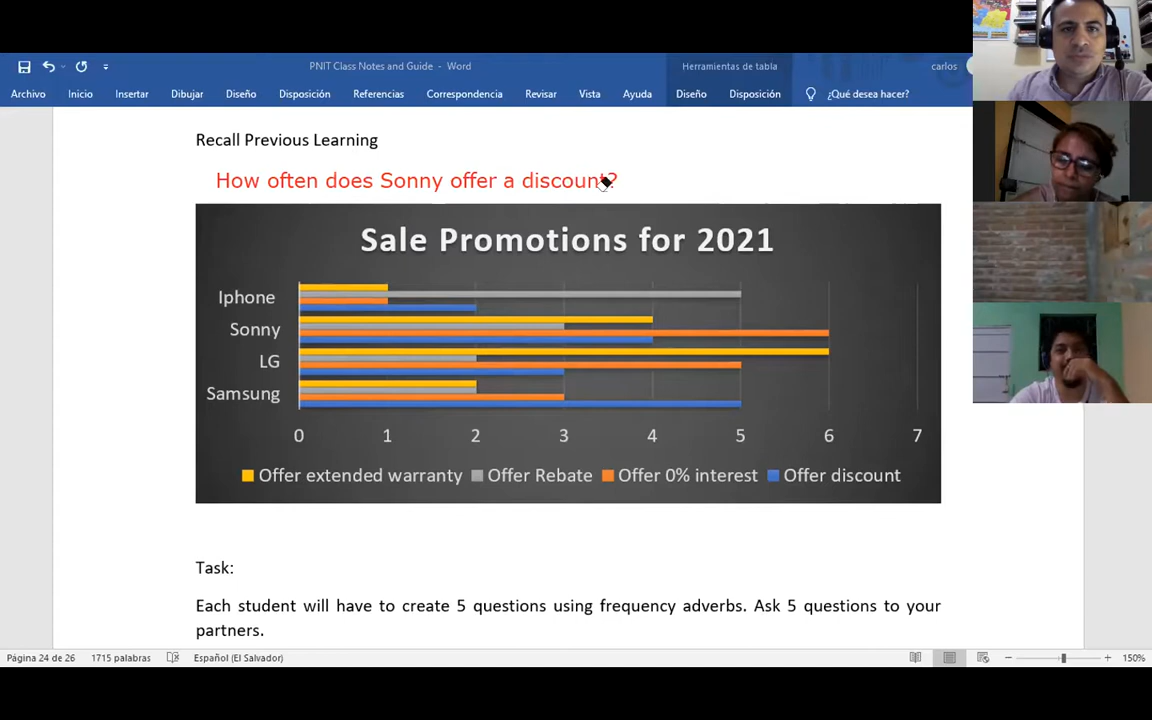 PNIT Class Notes and Guide - Word
Herramientas de tabla
carlos
Archivo Inicio Insertar Dibujar Diseño Disposición Referencias Correspondencia Revisar Vista Ayuda Diseño Disposición ¿Qué desea hacer?
Recall Previous Learning
How often does Sonny offer a discount?
Sale Promotions for 2021
Iphone
Sonny
LG
Samsung
0 1 2 3 4 5 6 7
Offer extended warranty Offer Rebate Offer 0% interest Offer discount
Task:
Each student will have to create 5 questions using frequency adverbs. Ask 5 questions to your
partners.
Página 24 de 26 1715 palabras Español (El Salvador) 150%